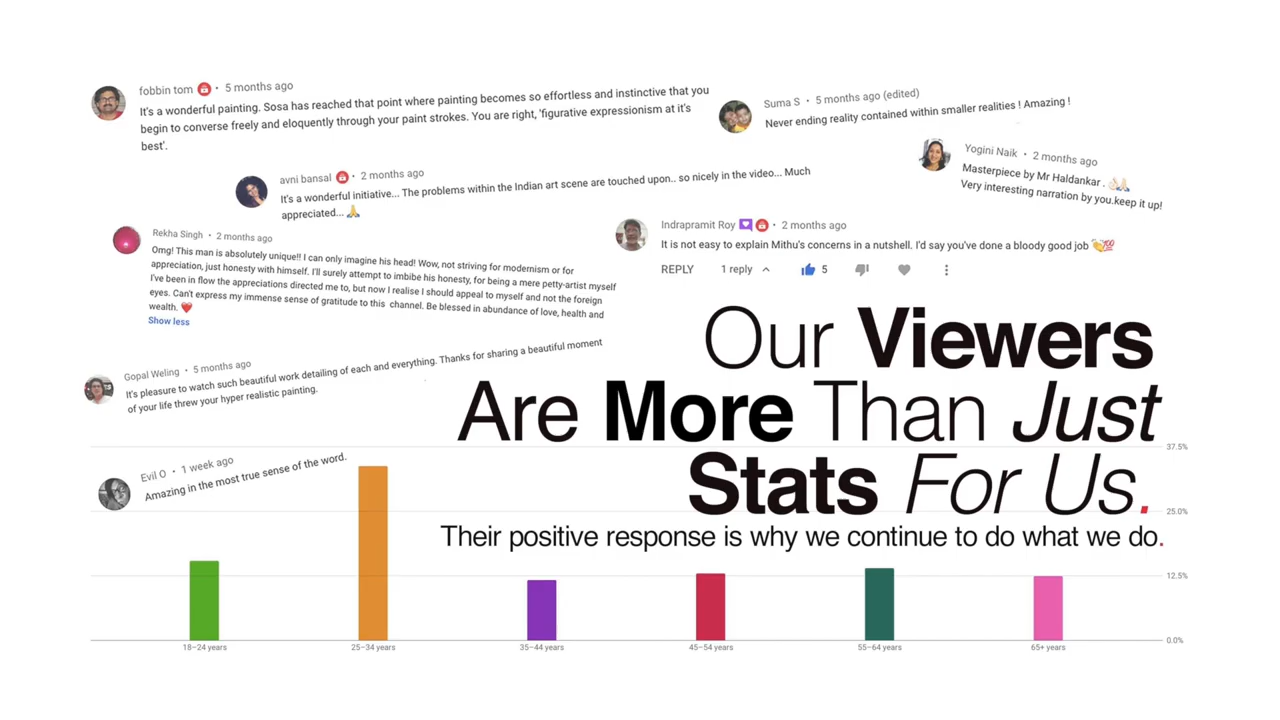 fobbin tom • 5 months ago
It's a wonderful painting. Sosa has reached that point where painting becomes so effortless and instinctive that you
begin to converse freely and eloquently through your paint strokes. You are right, 'figurative expressionism at it's
best'.
Suma S • 5 months ago (edited)
Never ending reality contained within smaller realities ! Amazing !
Yogini Naik • 2 months ago
Masterpiece by Mr Haldankar . 👏🏻🙏
Very interesting narration by you.keep it up!
avni bansal • 2 months ago
It's a wonderful initiative... The problems within the Indian art scene are touched upon.. so nicely in the video... Much
appreciated... 🙏
Rekha Singh • 2 months ago
Omg! This man is absolutely unique!! I can only imagine his head! Wow, not striving for modernism or for
appreciation, just honesty with himself. I'll surely attempt to imbibe his honesty, for being a mere petty-artist myself
I've been in flow the appreciations directed me to, but now I realise I should appeal to myself and not the foreign
eyes. Can't express my immense sense of gratitude to this channel. Be blessed in abundance of love, health and
wealth. ❤️
Show less
Indrapramit Roy • 2 months ago
It is not easy to explain Mithu's concerns in a nutshell. I'd say you've done a bloody good job 👏💯
REPLY 1 reply 5
Gopal Weling • 5 months ago
It's pleasure to watch such beautiful work detailing of each and everything. Thanks for sharing a beautiful moment
of your life threw your hyper realistic painting.
Evil O • 1 week ago
Amazing in the most true sense of the word.
Our Viewers
Are More Than Just
Stats For Us.
Their positive response is why we continue to do what we do.
37.5%
25.0%
12.5%
0.0%
18–24 years 25–34 years 35–44 years 45–54 years 55–64 years 65+ years